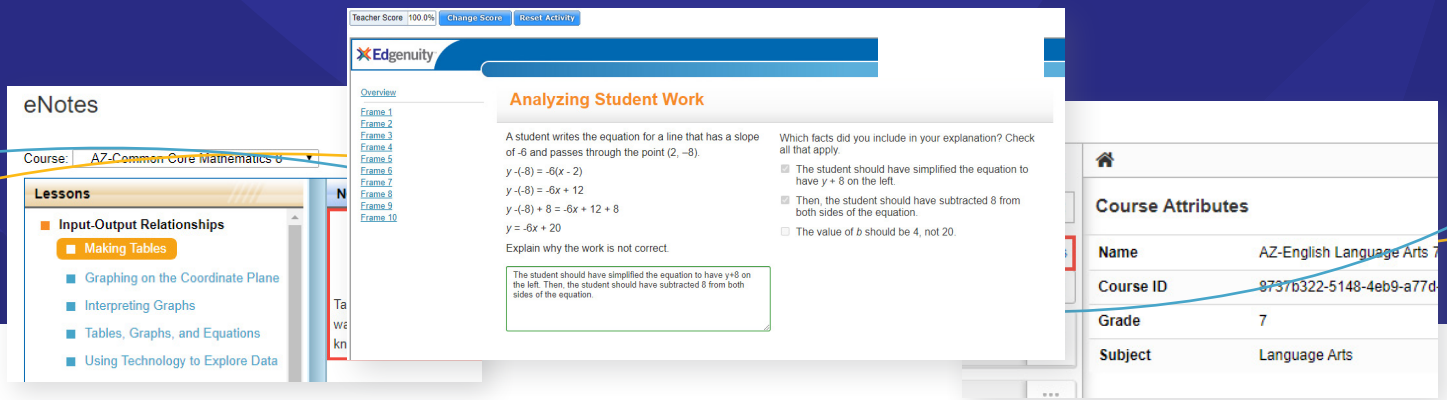 eNotes
Course: AZ-Common Core Mathematics 8
Lessons
Input-Output Relationships
Making Tables
Graphing on the Coordinate Plane
Interpreting Graphs
Tables, Graphs, and Equations
Using Technology to Explore Data
N
Ta
wa
kn
Teacher Score 100.0% Change Score Reset Activity
Edgenuity
Overview
Frame 1
Frame 2
Frame 3
Frame 4
Frame 5
Frame 6
Frame 7
Frame 8
Frame 9
Frame 10
Analyzing Student Work
A student writes the equation for a line that has a slope
of -6 and passes through the point (2, –8).
y -(-8) = -6(x - 2)
y -(-8) = -6x + 12
y -(-8) + 8 = -6x + 12 + 8
y = -6x + 20
Explain why the work is not correct.
The student should have simplified the equation to have y+8 on
the left. Then, the student should have subtracted 8 from both
sides of the equation.
Which facts did you include in your explanation? Check
all that apply.
The student should have simplified the equation to
have y + 8 on the left.
Then, the student should have subtracted 8 from
both sides of the equation.
The value of b should be 4, not 20.
Course Attributes
Name AZ-English Language Arts 7
Course ID 8737b322-5148-4eb9-a77d-
Grade 7
Subject Language Arts